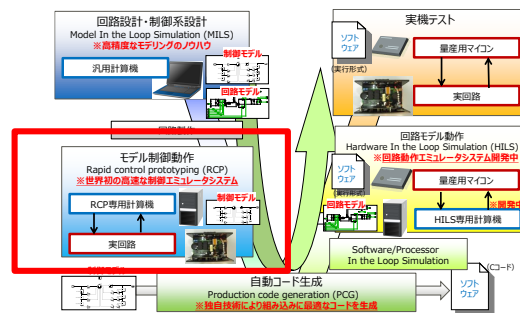 回路設計・制御系設計
Model In the Loop Simulation (MILS)
※高精度なモデリングのノウハウ
汎用計算機
制御モデル
回路モデル
モデル制御動作
Rapid control prototyping (RCP)
※世界初の高速な制御エミュレータシステム
RCP専用計算機
制御モデル
実回路
自動コード生成
Production code generation (PCG)
※独自技術により組み込みに最適なコードを生成
(Cコード)
ソフト
ウェア
Software/Processor
In the Loop Simulation
回路モデル動作
Hardware In the Loop Simulation (HILS)
※回路動作エミュレータシステム開発中
ソフト
ウェア
(実行形式)
量産用マイコン
回路モデル
※開発中
HILS専用計算機
実機テスト
ソフト
ウェア
(実行形式)
量産用マイコン
実回路